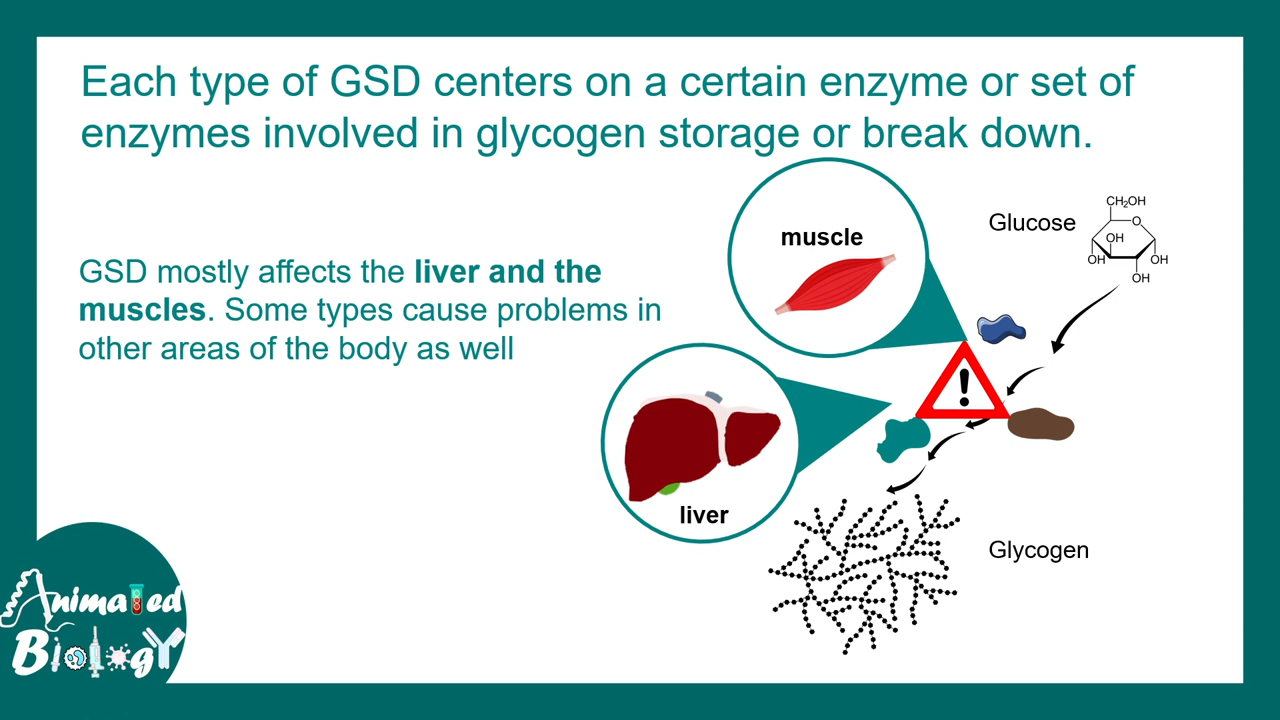 Each type of GSD centers on a certain enzyme or set of
enzymes involved in glycogen storage or break down.
GSD mostly affects the liver and the
muscles. Some types cause problems in
other areas of the body as well
muscle
liver
Glucose
CH₂OH
O
OH
OH
OH
OH
!
Glycogen
Animated
Biology